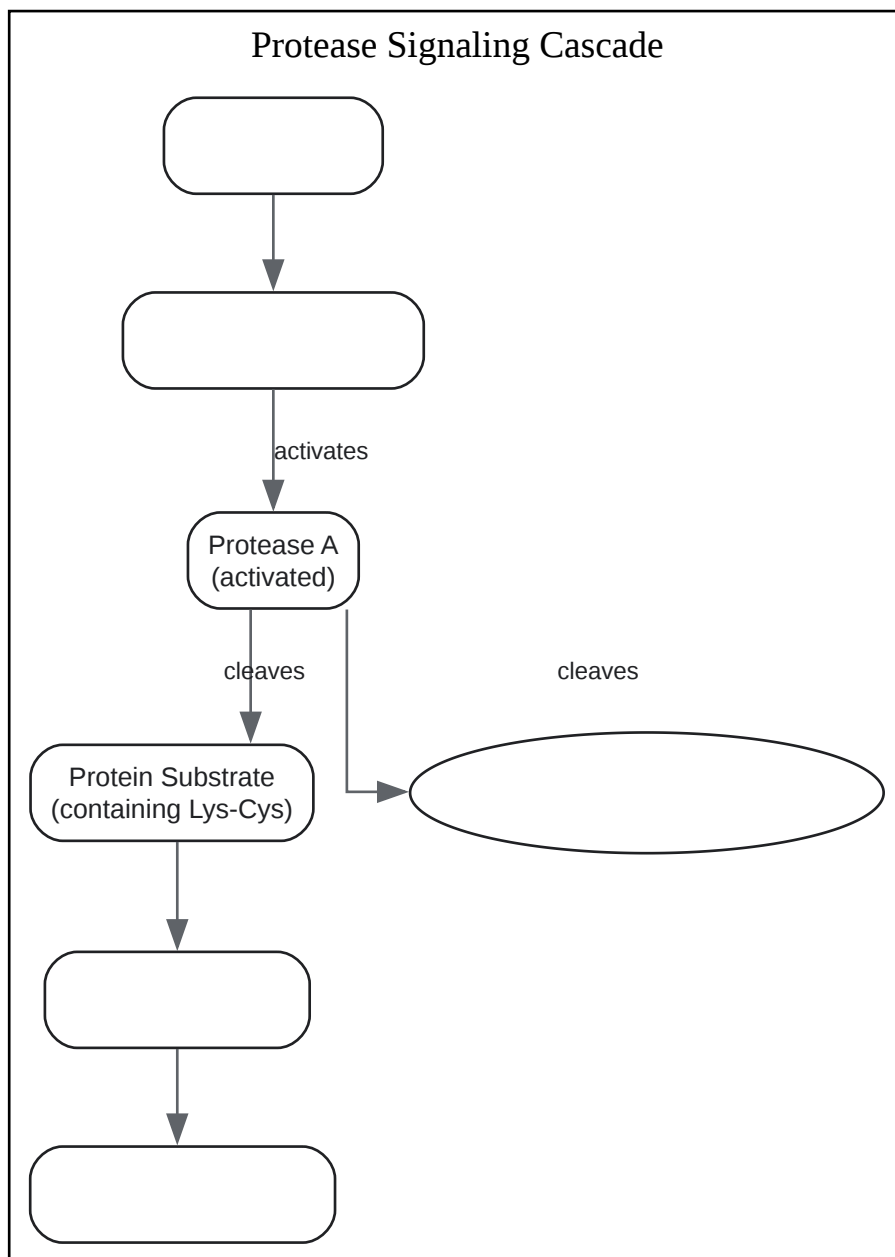 Protease Signaling Cascade
activates
Protease A
(activated)
cleaves
cleaves
Protein Substrate
(containing Lys-Cys)